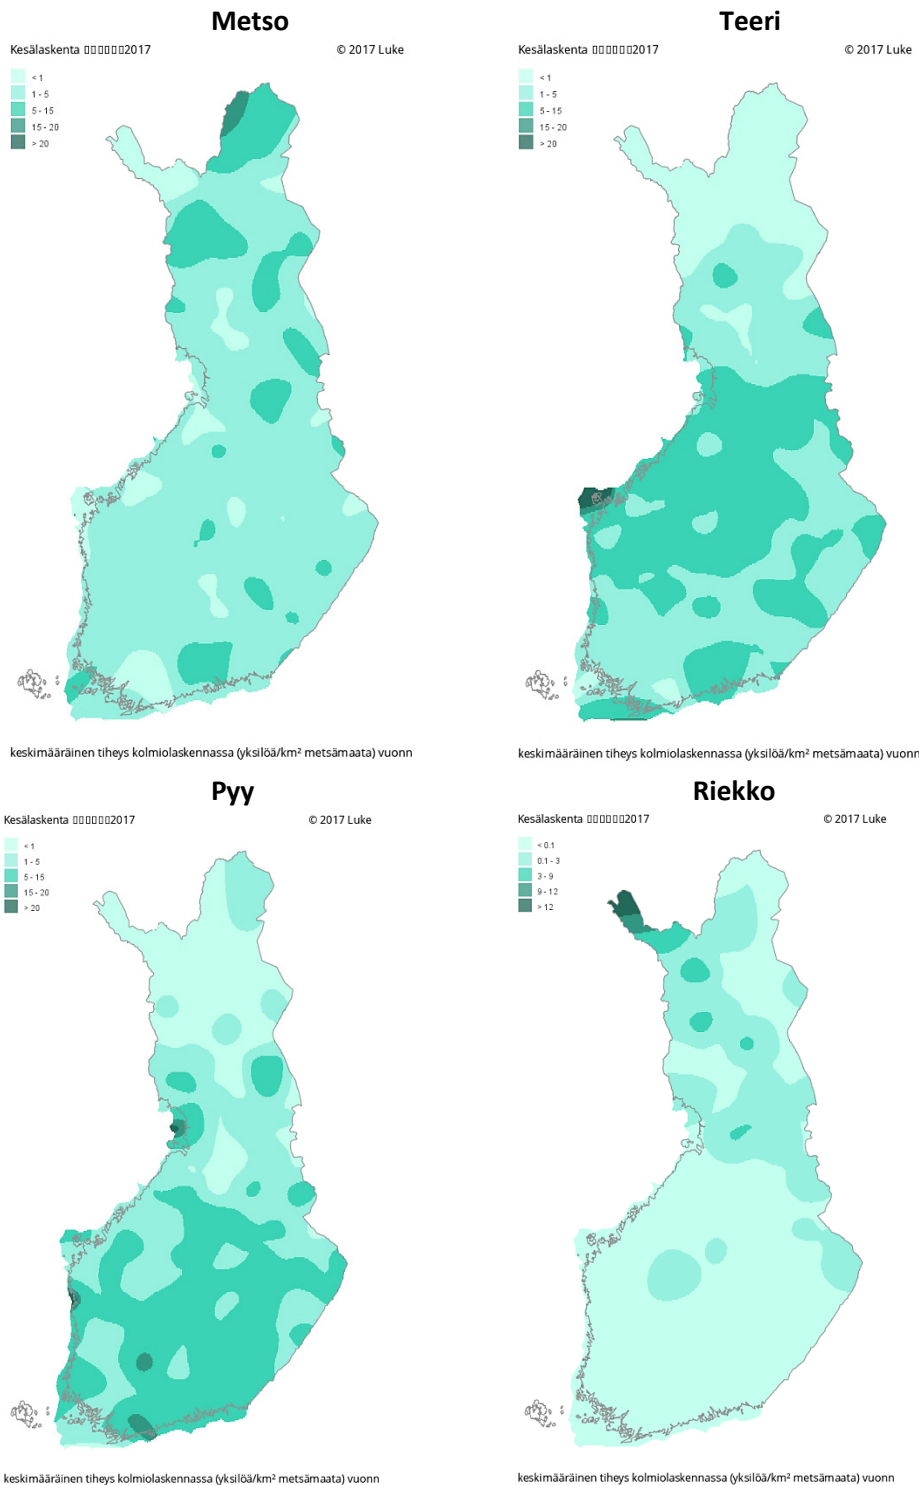 Metso
Kesälaskenta ▯▯▯▯▯▯2017 © 2017 Luke
< 1
1 - 5
5 - 15
15 - 20
> 20
keskimääräinen tiheys kolmiolaskennassa (yksilöä/km² metsämaata) vuonn
Teeri
Kesälaskenta ▯▯▯▯▯▯2017 © 2017 Luke
< 1
1 - 5
5 - 15
15 - 20
> 20
keskimääräinen tiheys kolmiolaskennassa (yksilöä/km² metsämaata) vuonn
Pyy
Kesälaskenta ▯▯▯▯▯▯2017 © 2017 Luke
< 1
1 - 5
5 - 15
15 - 20
> 20
keskimääräinen tiheys kolmiolaskennassa (yksilöä/km² metsämaata) vuonn
Riekko
Kesälaskenta ▯▯▯▯▯▯2017 © 2017 Luke
< 0.1
0.1 - 3
3 - 9
9 - 12
> 12
keskimääräinen tiheys kolmiolaskennassa (yksilöä/km² metsämaata) vuonn